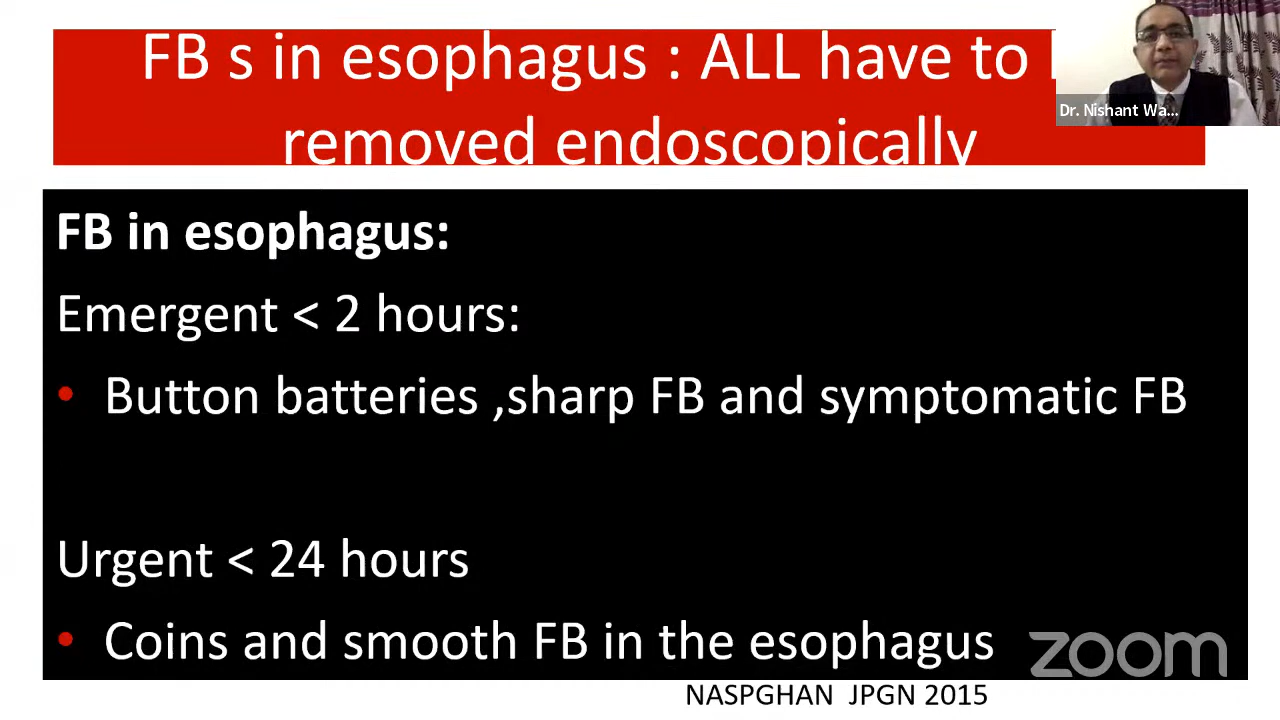 FB s in esophagus : ALL have to
removed endoscopically
Dr. Nishant Wa...
FB in esophagus:
Emergent < 2 hours:
• Button batteries ,sharp FB and symptomatic FB
Urgent < 24 hours
• Coins and smooth FB in the esophagus
zoom
NASPGHAN JPGN 2015